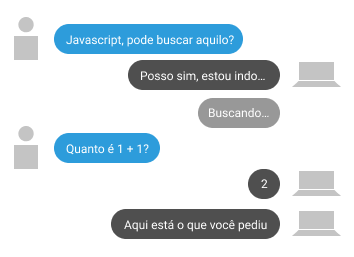 Javascript, pode buscar aquilo?
Posso sim, estou indo...
Buscando...
Quanto é 1 + 1?
2
Aqui está o que você pediu